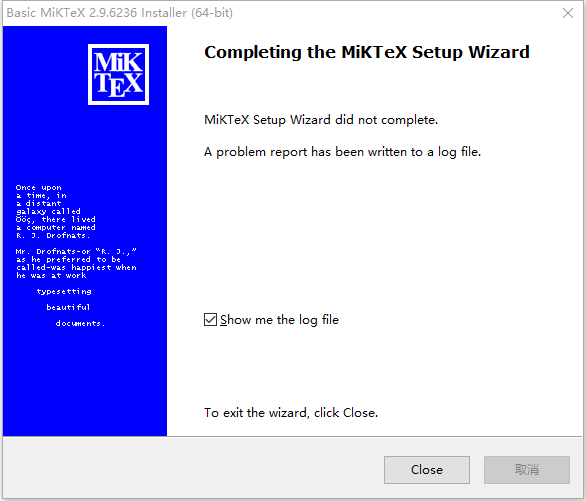 Basic MiKTeX 2.9.6236 Installer (64-bit)
MiK
TEX
Completing the MiKTeX Setup Wizard
MiKTeX Setup Wizard did not complete.
A problem report has been written to a log file.
Once upon
a time, in
a distant
galaxy called
Ööç, there lived
a computer named
R. J. Drofnats.
Mr. Drofnats-or “R. J.,”
as he preferred to be
called-was happiest when
he was at work
typesetting
beautiful
documents.
Show me the log file
To exit the wizard, click Close.
Close
取消